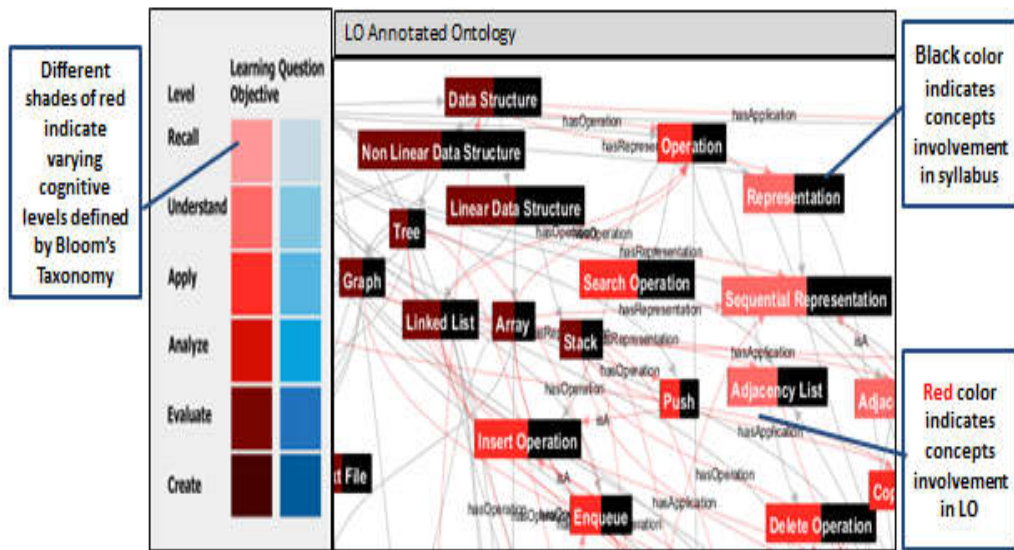 Different
shades of red
indicate
varying
cognitive
levels defined
by Bloom's
Taxonomy
Level
Learning Question
Objective
Recall
Understand
Apply
Analyze
Evaluate
Create
LO Annotated Ontology
Data Structure
hasOperation
hasApplication
Non Linear Data Structure
Operation
Linear Data Structure
Representation
Tree
hasRepresentation
Graph
Search Operation
Sequential Representation
hasRepresentation
Linked List
Array
Stack
isA
hasApplication
hasOperation
Adjacency List
Push
hasOperation
isA
hasApplication
Insert Operation
isA
hasOperation
hasApplication
Enqueue
Delete Operation
Black color
indicates
concepts
involvement
in syllabus
Red color
indicates
concepts
involvement
in LO